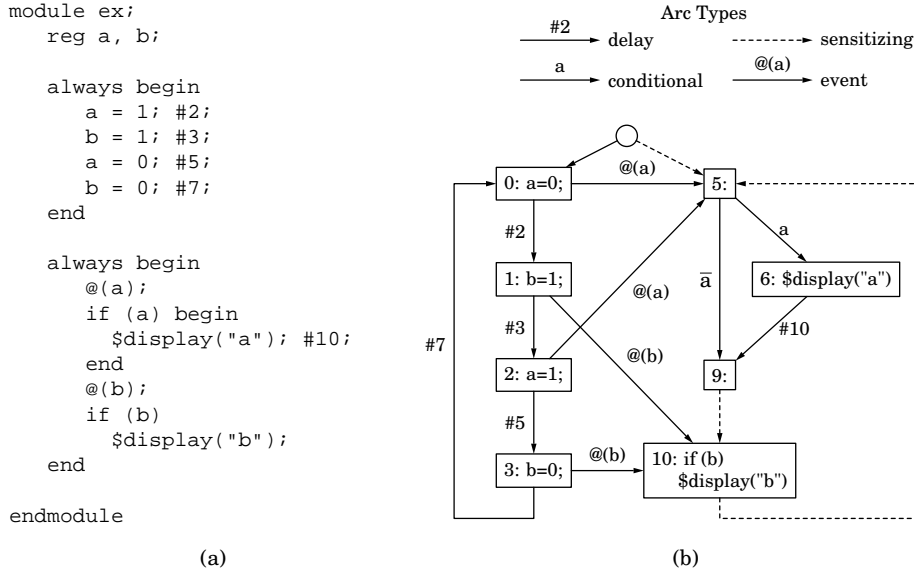 module ex;
reg a, b;
always begin
a = 1; #2;
b = 1; #3;
a = 0; #5;
b = 0; #7;
end
always begin
@(a);
if (a) begin
$display("a"); #10;
end
@(b);
if (b)
$display("b");
end
endmodule
(a)
Arc Types
#2
delay
sensitizing
a
conditional
@(a)
event
0: a=0;
@(a)
5:
#2
a
1: b=1;
@(a)
a̅
6: $display("a")
#3
#10
#7
@(b)
2: a=1;
9:
#5
3: b=0;
@(b)
10: if (b)
$display("b")
(b)